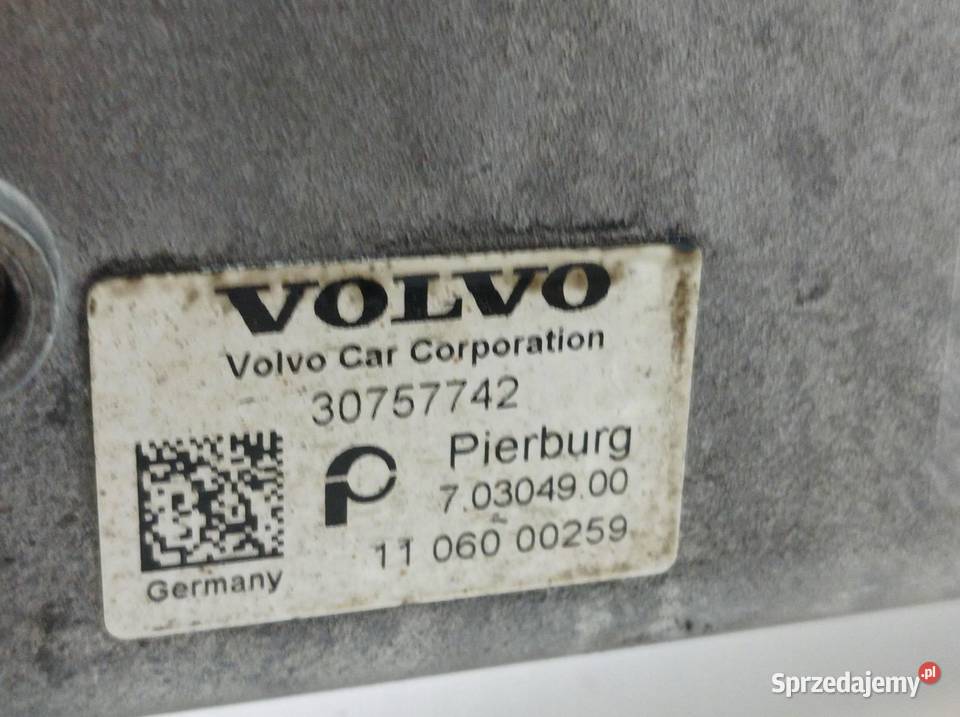 VOLVO
Volvo Car Corporation
30757742
Pierburg
7.03049.00
11 060 00259
Germany
Sprzedajemy.pl